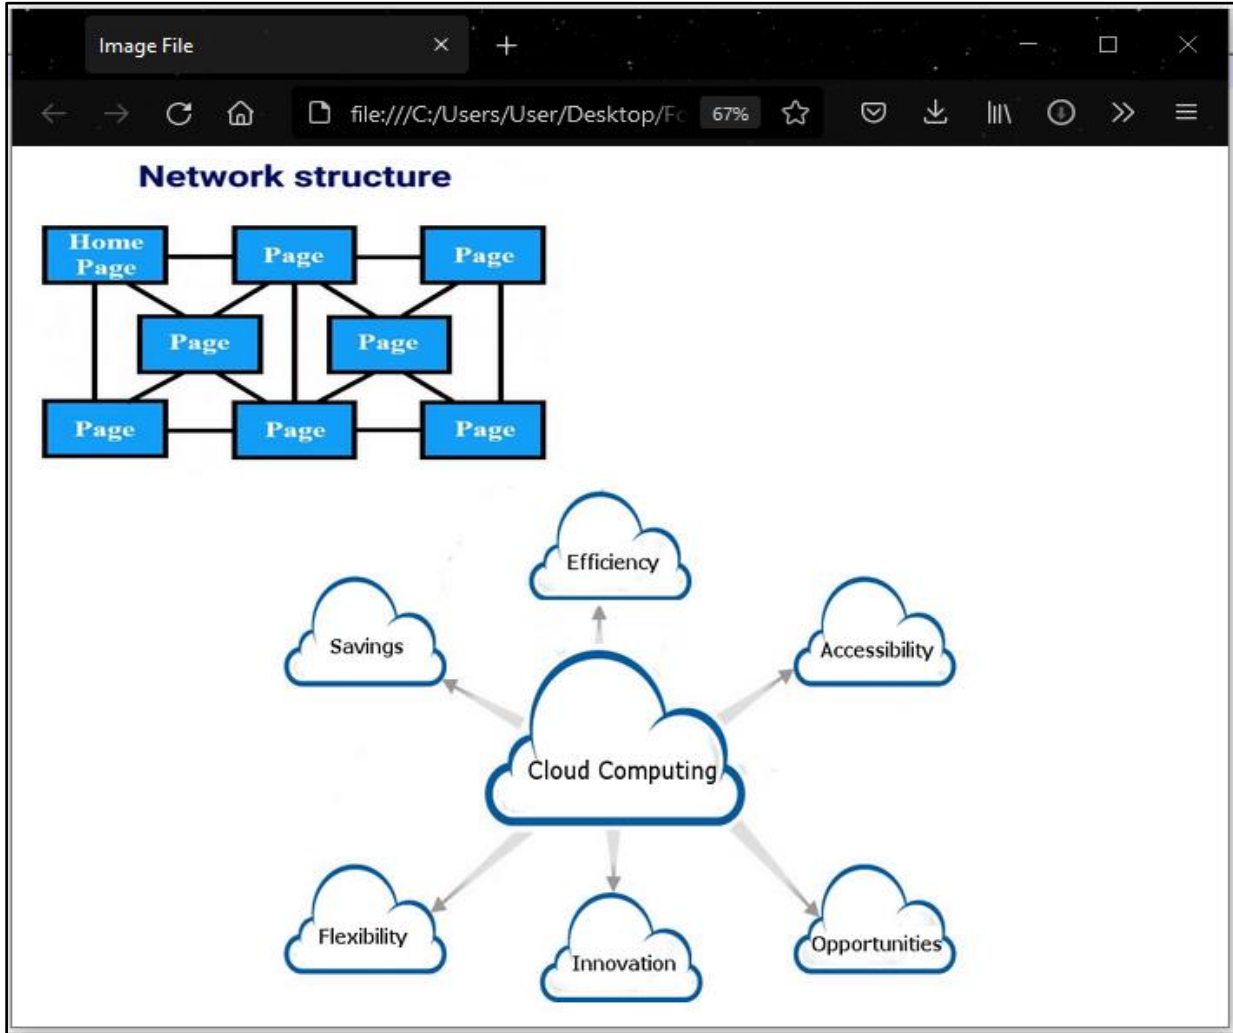 Image File
file:///C:/Users/User/Desktop/Fo 67%
Network structure
Home
Page
Page
Page
Page
Page
Page
Page
Page
Efficiency
Savings
Accessibility
Cloud Computing
Flexibility
Innovation
Opportunities